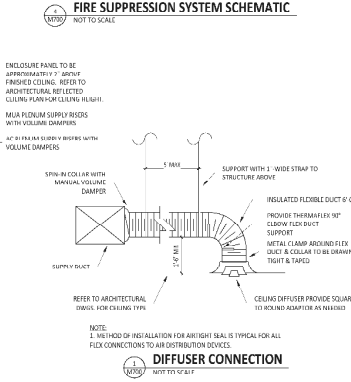 4
M700
FIRE SUPPRESSION SYSTEM SCHEMATIC
NOT TO SCALE
ENCLOSURE PANEL TO BE
APPROXIMATELY 2" ABOVE
FINISHED CEILING. REFER TO
ARCHITECTURAL REFLECTED
CEILING PLAN FOR CEILING HEIGHT.
MUA PLENUM SUPPLY RISERS
WITH VOLUME DAMPERS
AC PLENUM SUPPLY RISERS WITH
VOLUME DAMPERS
5' MAX
SPIN-IN COLLAR WITH
MANUAL VOLUME
DAMPER
SUPPLY DUCT
1'-6" MIN
REFER TO ARCHITECTURAL
DWGS. FOR CEILING TYPE
SUPPORT WITH 1" WIDE STRAP TO
STRUCTURE ABOVE
INSULATED FLEXIBLE DUCT 6'
PROVIDE THERMAFLEX 90°
ELBOW FLEX DUCT
SUPPORT
METAL CLAMP AROUND FLEX
DUCT & COLLAR TO BE DRAWN
TIGHT & TAPED
CEILING DIFFUSER PROVIDE SQUAR
TO ROUND ADAPTOR AS NEEDED
NOTE:
1. METHOD OF INSTALLATION FOR AIRTIGHT SEAL IS TYPICAL FOR ALL
FLEX CONNECTIONS TO AIR DISTRIBUTION DEVICES.
1
M700
DIFFUSER CONNECTION
NOT TO SCALE